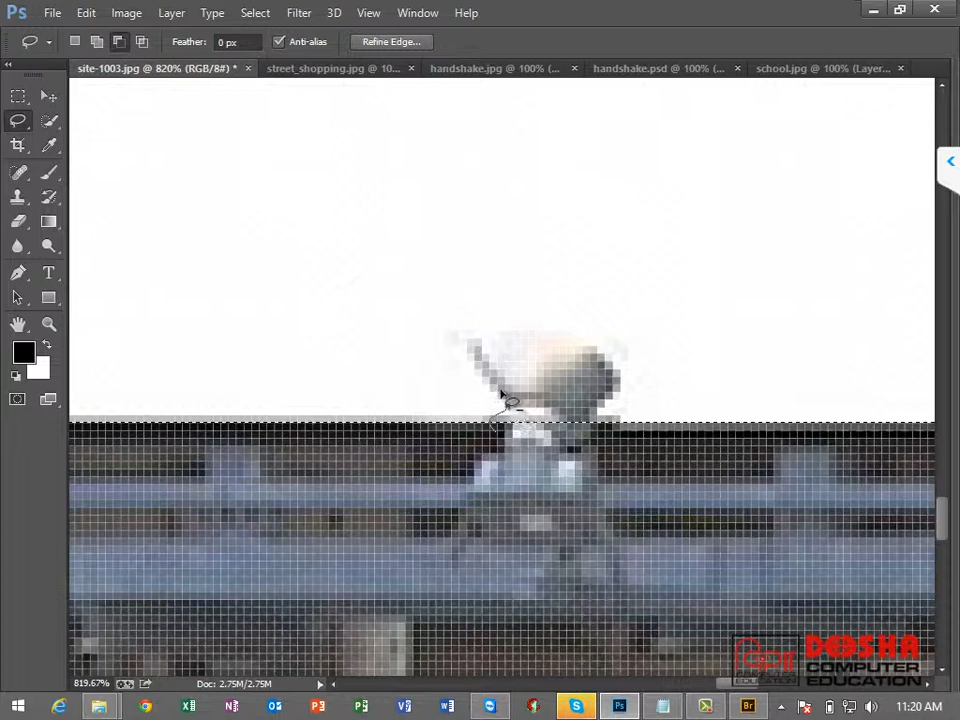 Ps File Edit Image Layer Type Select Filter 3D View Window Help
Feather: 0 px Anti-alias Refine Edge...
site-1003.jpg @ 820% (RGB/8#) * × street_shopping.jpg @ 10... × handshake.jpg @ 100% (... × handshake.psd @ 100% (... × school.jpg @ 100% (Layer... ×
T
DEBSHA
COMPUTER
EDUCATION
819.67% Doc: 2.75M/2.75M
11:20 AM